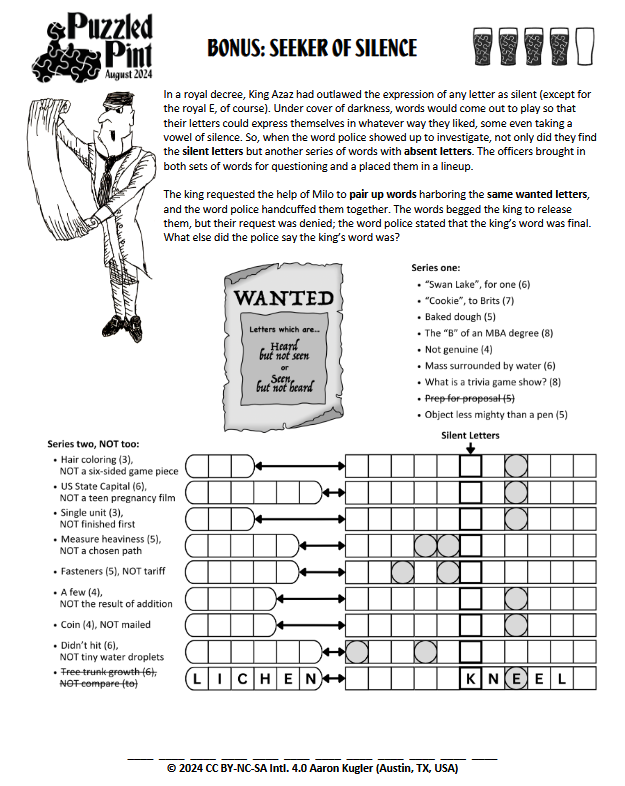 Puzzled
Pint
August 2024
BONUS: SEEKER OF SILENCE
In a royal decree, King Azaz had outlawed the expression of any letter as silent (except for
the royal E, of course). Under cover of darkness, words would come out to play so that
their letters could express themselves in whatever way they liked, some even taking a
vowel of silence. So, when the word police showed up to investigate, not only did they find
the silent letters but another series of words with absent letters. The officers brought in
both sets of words for questioning and a placed them in a lineup.
The king requested the help of Milo to pair up words harboring the same wanted letters,
and the word police handcuffed them together. The words begged the king to release
them, but their request was denied; the word police stated that the king's word was final.
What else did the police say the king's word was?
WANTED
Letters which are...
Heard
but not seen
or
Seen
but not heard
Series one:
• "Swan Lake", for one (6)
• "Cookie", to Brits (7)
• Baked dough (5)
• The "B" of an MBA degree (8)
• Not genuine (4)
• Mass surrounded by water (6)
• What is a trivia game show? (8)
• Prep for proposal (5)
• Object less mighty than a pen (5)
Silent Letters
Series two, NOT too:
• Hair coloring (3),
NOT a six-sided game piece
• US State Capital (6),
NOT a teen pregnancy film
• Single unit (3),
NOT finished first
• Measure heaviness (5),
NOT a chosen path
• Fasteners (5), NOT tariff
• A few (4),
NOT the result of addition
• Coin (4), NOT mailed
• Didn't hit (6),
NOT tiny water droplets
• Tree trunk growth (6),
NOT compare (to)
L I C H E N K N E E L
© 2024 CC BY-NC-SA Intl. 4.0 Aaron Kugler (Austin, TX, USA)